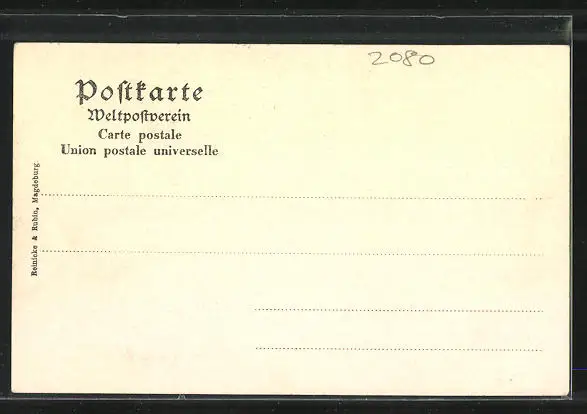 2080
Poſtkarte
Weltpoſtverein
Carte postale
Union postale universelle
Reinicke & Rubin, Magdeburg.